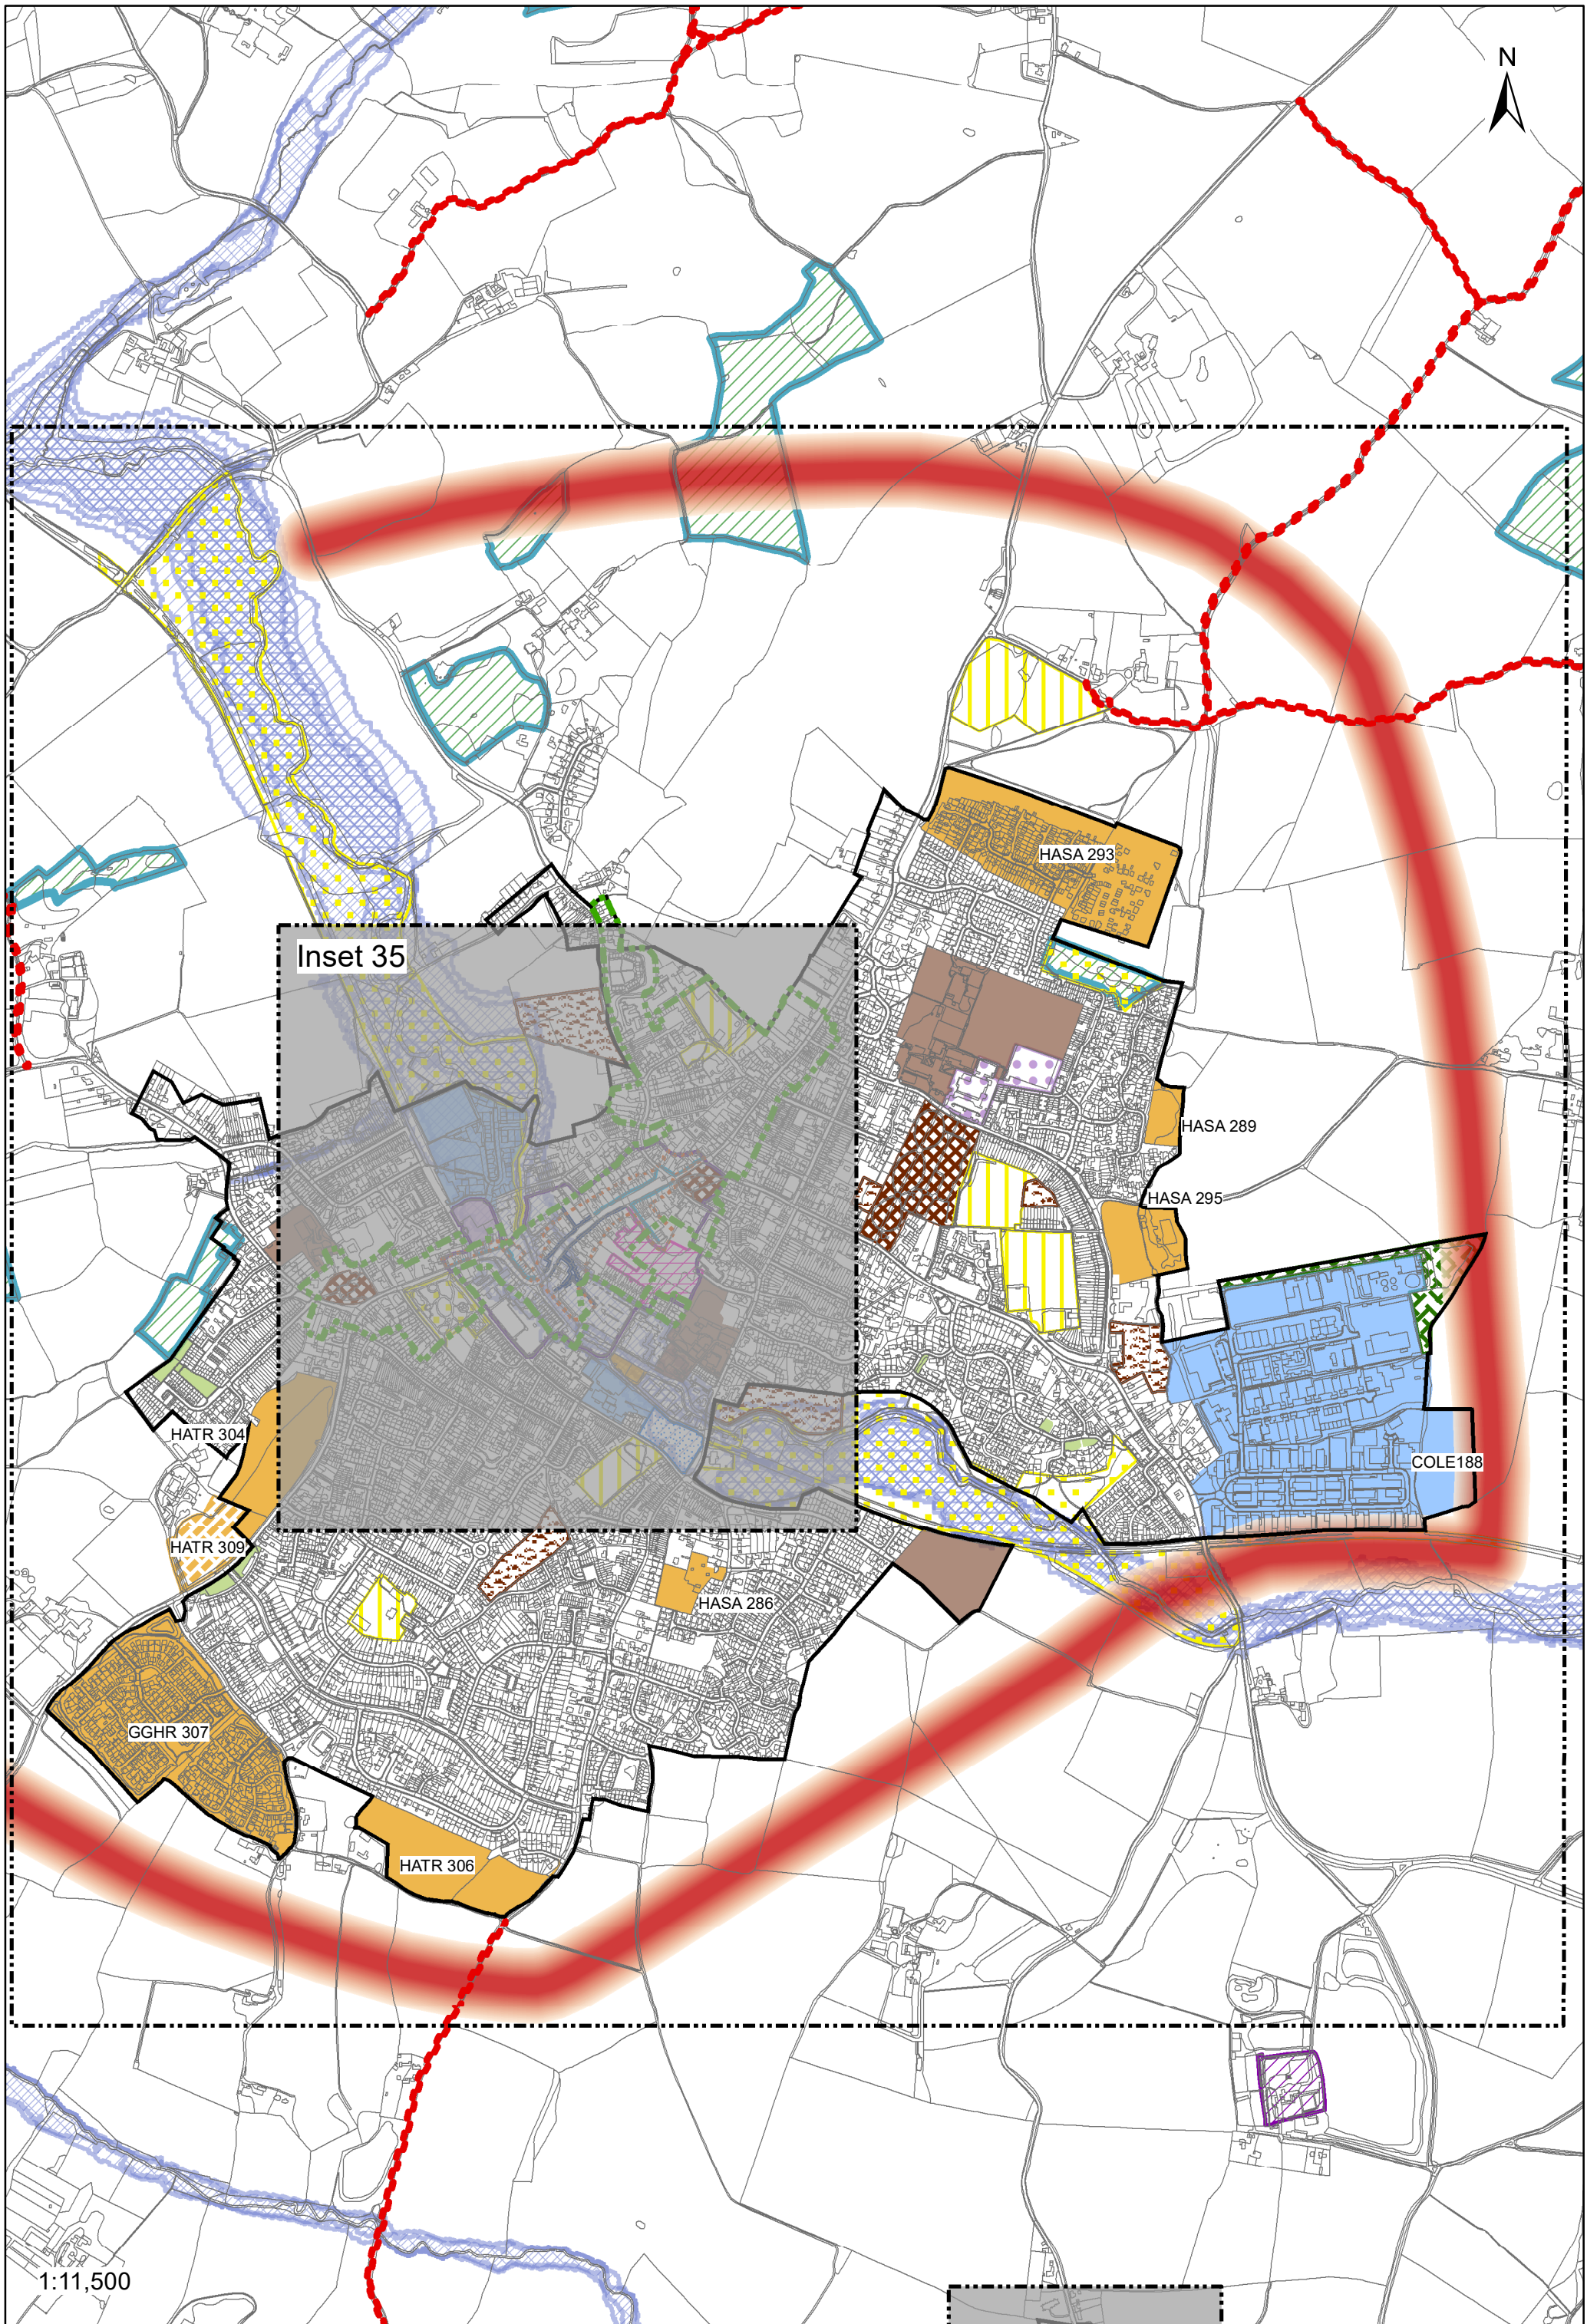 N
HASA 293
Inset 35
HASA 289
HASA 295
HATR 304
COLE188
HATR 309
HASA 286
GGHR 307
HATR 306
1:11,500